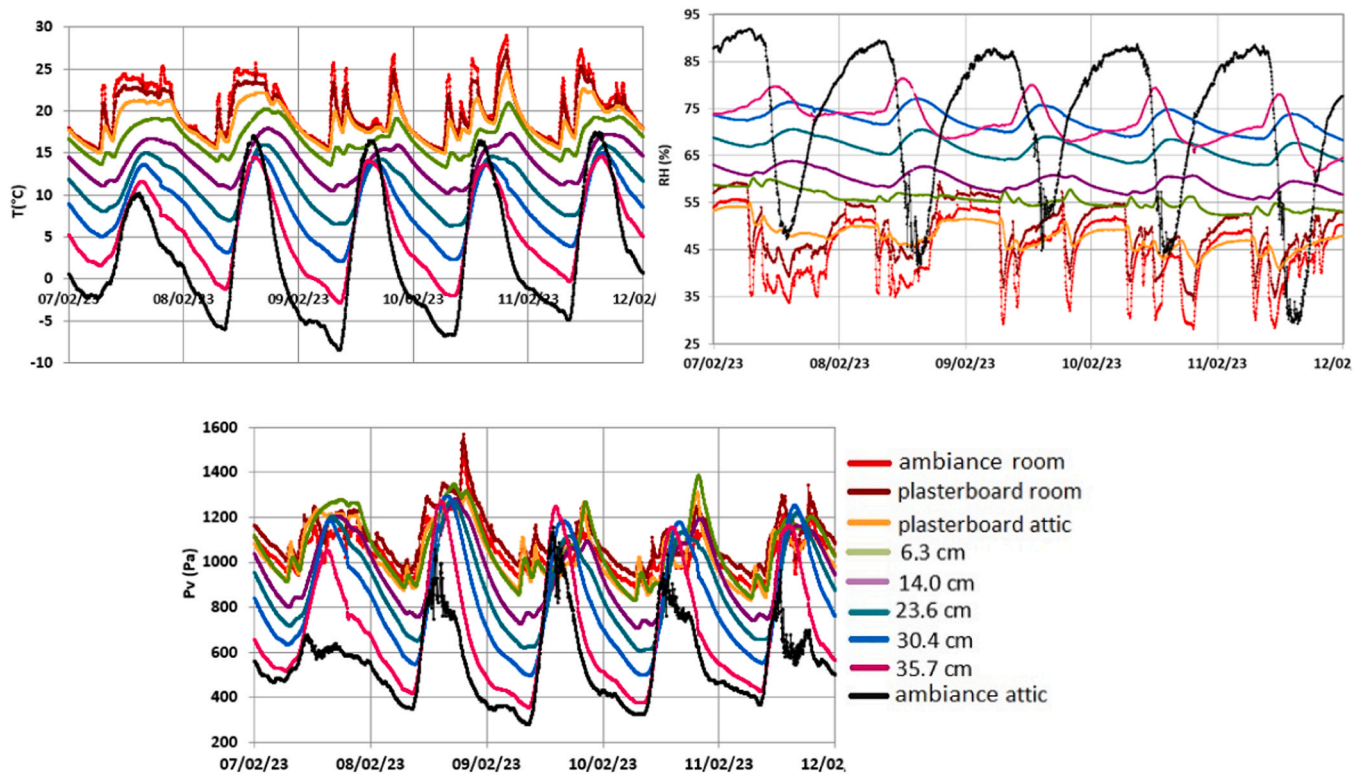 30
25
20
15
10
5
0
-5
-10
T(°C)
07/02/23 08/02/23 09/02/23 10/02/23 11/02/23 12/02/
95
85
75
65
55
45
35
25
RH (%)
07/02/23 08/02/23 09/02/23 10/02/23 11/02/23 12/02/
1600
1400
1200
1000
800
600
400
200
Pv (Pa)
07/02/23 08/02/23 09/02/23 10/02/23 11/02/23 12/02/
ambiance room
plasterboard room
plasterboard attic
6.3 cm
14.0 cm
23.6 cm
30.4 cm
35.7 cm
ambiance attic